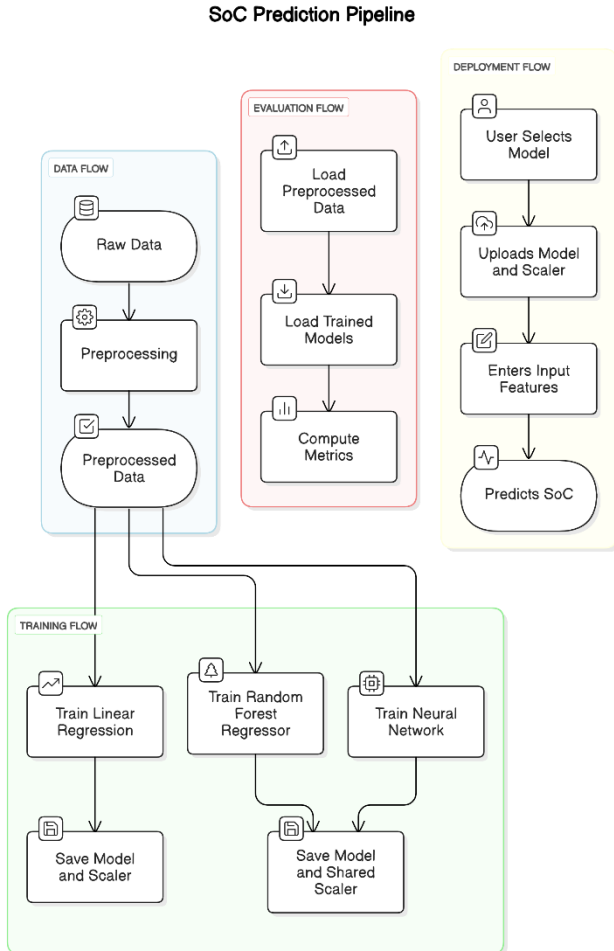 SoC Prediction Pipeline
DATA FLOW
Raw Data
Preprocessing
Preprocessed
Data
EVALUATION FLOW
Load
Preprocessed
Data
Load Trained
Models
Compute
Metrics
DEPLOYMENT FLOW
User Selects
Model
Uploads Model
and Scaler
Enters Input
Features
Predicts SoC
TRAINING FLOW
Train Linear
Regression
Train Random
Forest
Regressor
Train Neural
Network
Save Model
and Scaler
Save Model
and Shared
Scaler